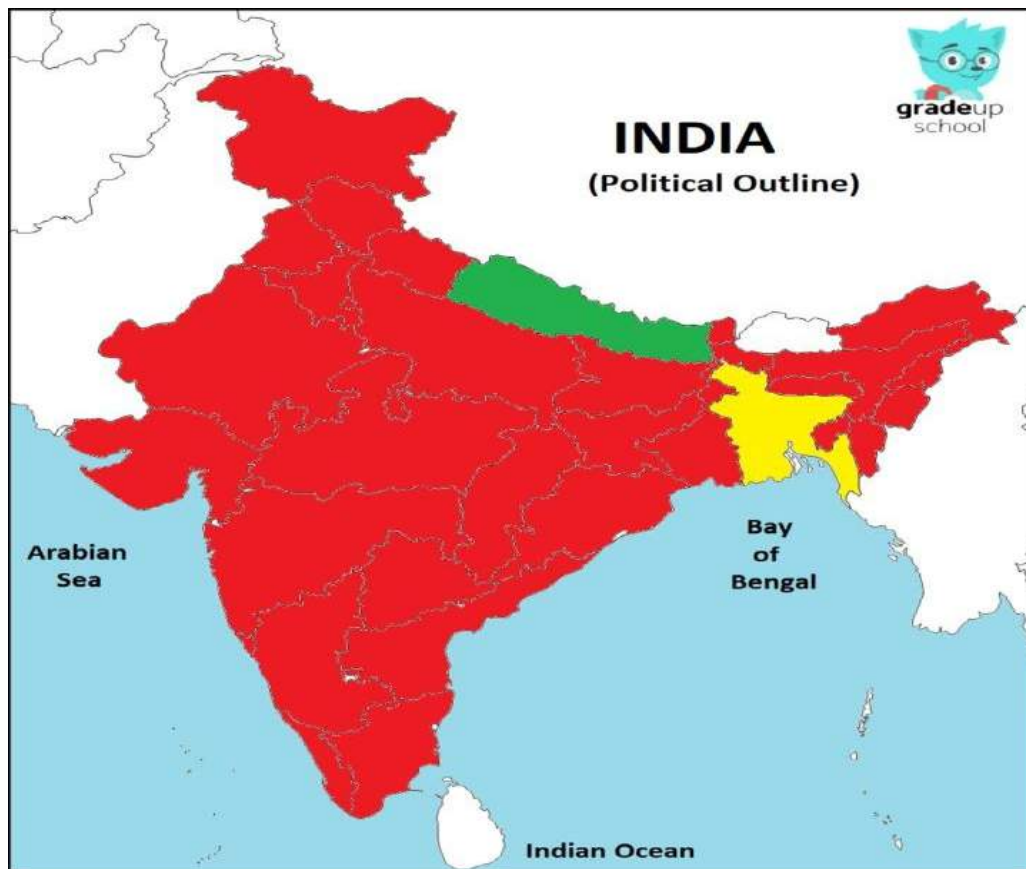 gradeup
school
INDIA
(Political Outline)
Arabian
Sea
Bay
of
Bengal
Indian Ocean